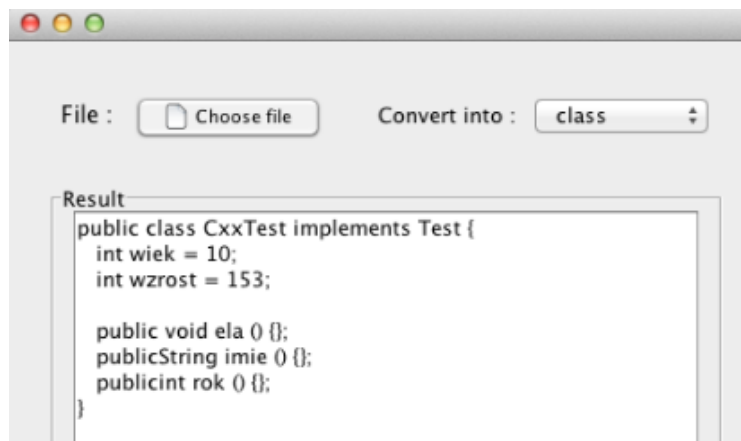 File :
Choose file
Convert into :
class
Result
public class CxxTest implements Test {
int wiek = 10;
int wzrost = 153;
public void ela () {};
publicString imie () {};
publicint rok () {};
}